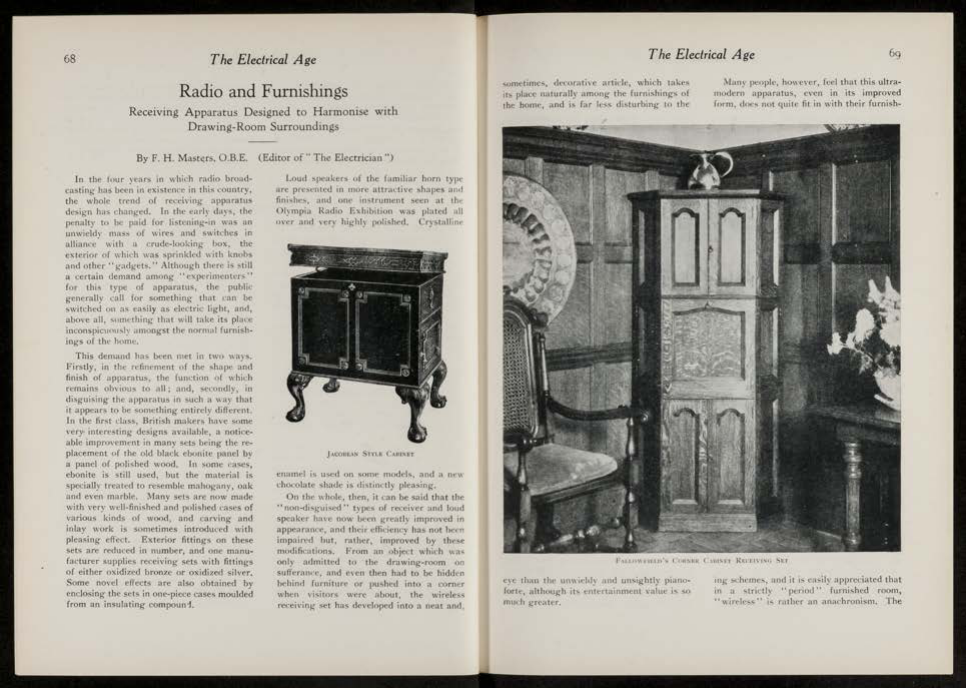 68
The Electrical Age
Radio and Furnishings
Receiving Apparatus Designed to Harmonise with
Drawing-Room Surroundings
By F. H. Masters, O.B.E. (Editor of "The Electrician")
In the four years in which radio broad-
casting has been in existence in this country,
the whole trend of receiving apparatus
design has changed. In the early days, the
penalty to be paid for listening-in was an
unwieldy mass of wires and switches in
alliance with a crude-looking box, the
exterior of which was sprinkled with knobs
and other "gadgets." Although there is still
a certain demand among "experimenters"
for this type of apparatus, the public
generally call for something that can be
switched on as easily as electric light, and,
above all, something that will take its place
inconspicuously amongst the normal furnish-
ings of the home.
This demand has been met in two ways.
Firstly, in the refinement of the shape and
finish of apparatus, the function of which
remains obvious to all; and, secondly, in
disguising the apparatus in such a way that
it appears to be something entirely different.
In the first class, British makers have some
very interesting designs available, a notice-
able improvement in many sets being the re-
placement of the old black ebonite panel by
a panel of polished wood. In some cases,
ebonite is still used, but the material is
specially treated to resemble mahogany, oak
and even marble. Many sets are now made
with very well-finished and polished cases of
various kinds of wood, and carving and
inlay work is sometimes introduced with
pleasing effect. Exterior fittings on these
sets are reduced in number, and one manu-
facturer supplies receiving sets with fittings
of either oxidized bronze or oxidized silver.
Some novel effects are also obtained by
enclosing the sets in one-piece cases moulded
from an insulating compound.
Loud speakers of the familiar horn type
are presented in more attractive shapes and
finishes, and one instrument seen at the
Olympia Radio Exhibition was plated all
over and very highly polished. Crystalline
Jacobean Style Cabinet
enamel is used on some models, and a new
chocolate shade is distinctly pleasing.
On the whole, then, it can be said that the
"non-disguised" types of receiver and loud
speaker have now been greatly improved in
appearance, and their efficiency has not been
impaired but, rather, improved by these
modifications. From an object which was
only admitted to the drawing-room on
sufferance, and even then had to be hidden
behind furniture or pushed into a corner
when visitors were about, the wireless
receiving set has developed into a neat and,
The Electrical Age
69
sometimes, decorative article, which takes
its place naturally among the furnishings of
the home, and is far less disturbing to the
Many people, however, feel that this ultra-
modern apparatus, even in its improved
form, does not quite fit in with their furnish-
Fallowfield's Corner Cabinet Receiving Set
eye than the unwieldy and unsightly piano-
forte, although its entertainment value is so
much greater.
ing schemes, and it is easily appreciated that
in a strictly "period" furnished room,
"wireless" is rather an anachronism. The